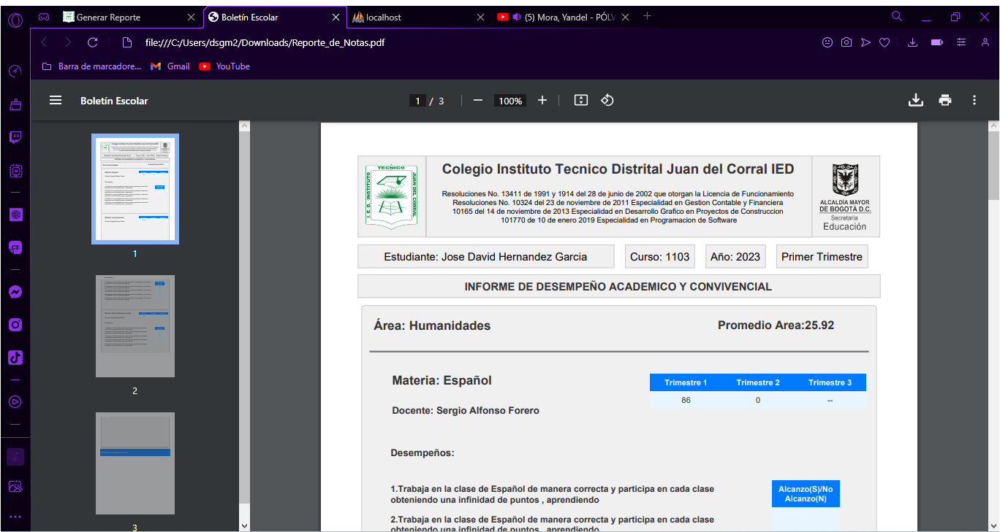 Generar Reporte
Boletín Escolar
localhost
(5) Mora, Yandel - PÓLV
file:///C:/Users/dsgm2/Downloads/Reporte_de_Notas.pdf
Barra de marcadore...
Gmail
YouTube
Boletín Escolar
1 / 3
100%
1
2
3
TECNICO
I.E.D. INSTITUTO
JUAN DEL CORRAL
Colegio Instituto Tecnico Distrital Juan del Corral IED
Resoluciones No. 13411 de 1991 y 1914 del 28 de junio de 2002 que otorgan la Licencia de Funcionamiento
Resoluciones No. 10324 del 23 de noviembre de 2011 Especialidad en Gestion Contable y Financiera
10165 del 14 de noviembre de 2013 Especialidad en Desarrollo Grafico en Proyectos de Construccion
101770 de 10 de enero 2019 Especialidad en Programacion de Software
ALCALDÍA MAYOR
DE BOGOTÁ D.C.
Secretaría
Educación
Estudiante: Jose David Hernandez Garcia
Curso: 1103
Año: 2023
Primer Trimestre
INFORME DE DESEMPEÑO ACADEMICO Y CONVIVENCIAL
Área: Humanidades
Promedio Area:25.92
Materia: Español
Trimestre 1 Trimestre 2 Trimestre 3
86 0 --
Docente: Sergio Alfonso Forero
Desempeños:
1.Trabaja en la clase de Español de manera correcta y participa en cada clase
obteniendo una infinidad de puntos , aprendiendo
Alcanzo(S)/No
Alcanzo(N)
2.Trabaja en la clase de Español de manera correcta y participa en cada clase
obteniendo una infinidad de puntos , aprendiendo